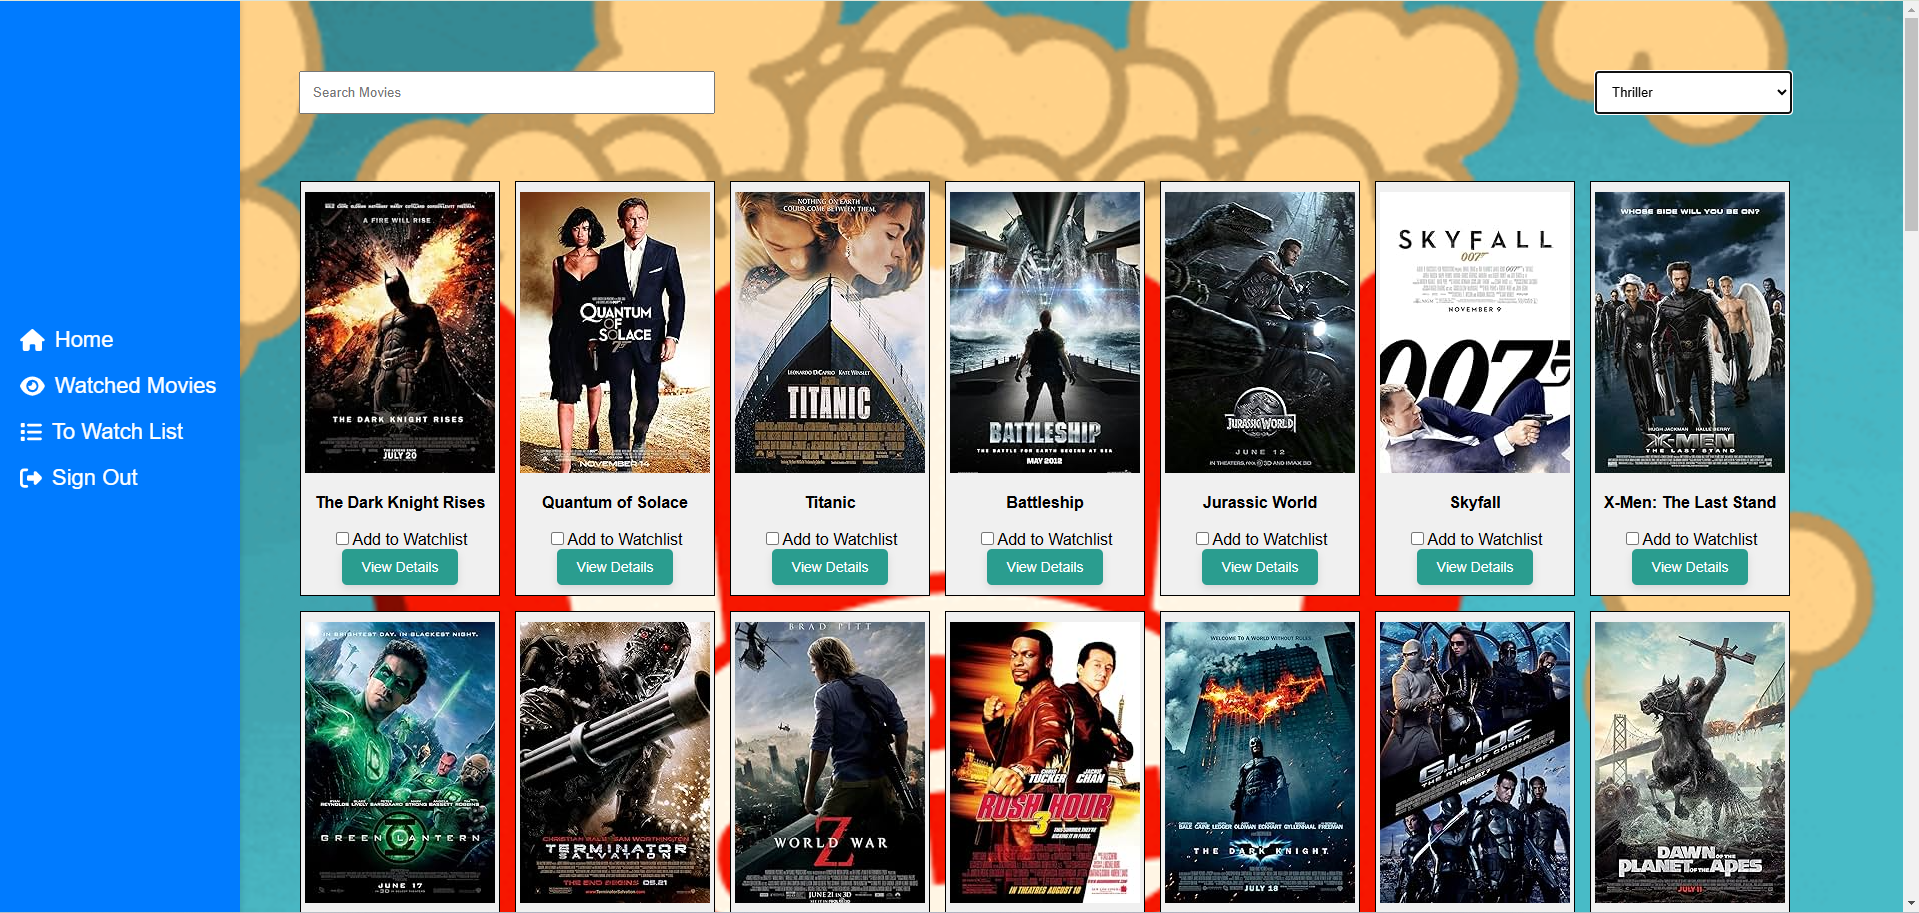 Search Movies
Thriller
Home
Watched Movies
To Watch List
Sign Out
A FIRE WILL RISE
THE DARK KNIGHT RISES
JULY 20
QUANTUM
OF
SOLACE
007
NOVEMBER 14
NOTHING ON EARTH
COULD COME BETWEEN THEM.
LEONARDO DICAPRIO KATE WINSLET
TITANIC
BATTLESHIP
THE BATTLE FOR EARTH BEGINS AT SEA
MAY 2012
JURASSIC WORLD
JUNE 12
IN THEATERS, REAL D 3D AND IMAX 3D
SKYFALL
007
NOVEMBER 9
007
WHOSE SIDE WILL YOU BE ON?
HUGH JACKMAN HALLE BERRY
X-MEN
THE LAST STAND
The Dark Knight Rises
Quantum of Solace
Titanic
Battleship
Jurassic World
Skyfall
X-Men: The Last Stand
Add to Watchlist
Add to Watchlist
Add to Watchlist
Add to Watchlist
Add to Watchlist
Add to Watchlist
Add to Watchlist
View Details
View Details
View Details
View Details
View Details
View Details
View Details
IN BRIGHTEST DAY, IN BLACKEST NIGHT.
GREEN LANTERN
JUNE 17
CHRISTIAN BALE SAM WORTHINGTON
TERMINATOR
SALVATION
THE END BEGINS 05.21
BRAD PITT
WORLD WAR
Z
JUNE 21 IN 3D
CHRIS
TUCKER
JACKIE
CHAN
RUSH HOUR
3
IN THEATRES AUGUST 10
WELCOME TO A WORLD WITHOUT RULES.
BALE CAINE LEDGER OLDMAN ECKHART GYLLENHAAL FREEMAN
THE DARK KNIGHT
JULY 18
G.I. JOE
THE RISE OF COBRA
AUGUST 7
DAWN OF THE
PLANET OF THE APES
JULY 11